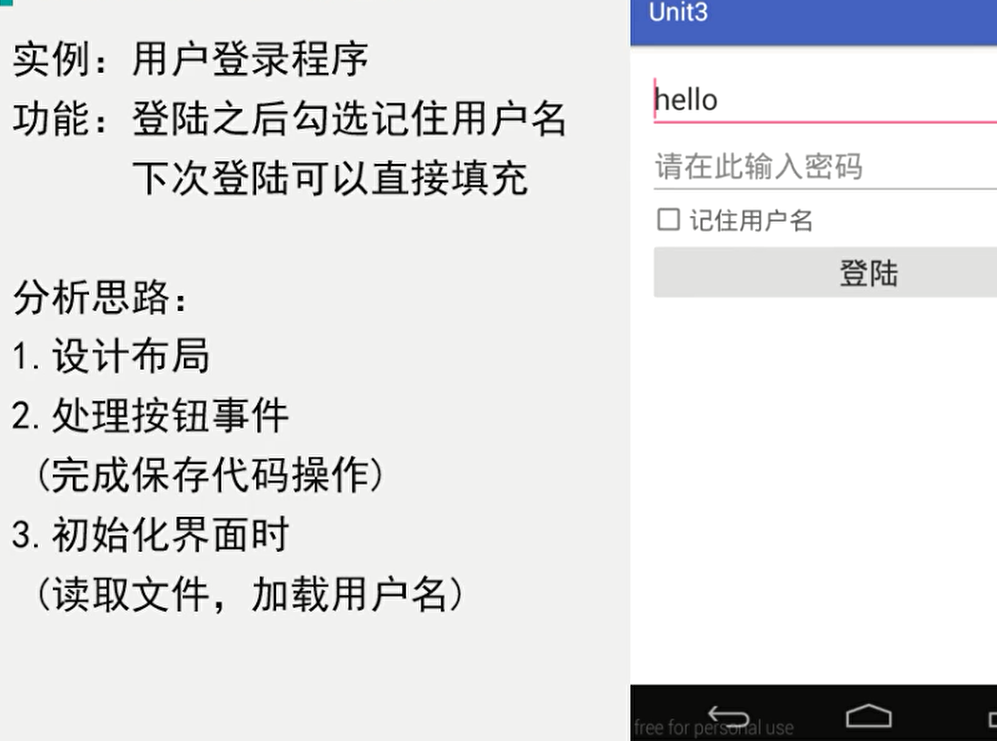 实例：用户登录程序
功能：登陆之后勾选记住用户名
下次登陆可以直接填充
分析思路：
1.设计布局
2.处理按钮事件
(完成保存代码操作)
3.初始化界面时
(读取文件，加载用户名)
Unit3
hello
请在此输入密码
记住用户名
登陆
free for personal use